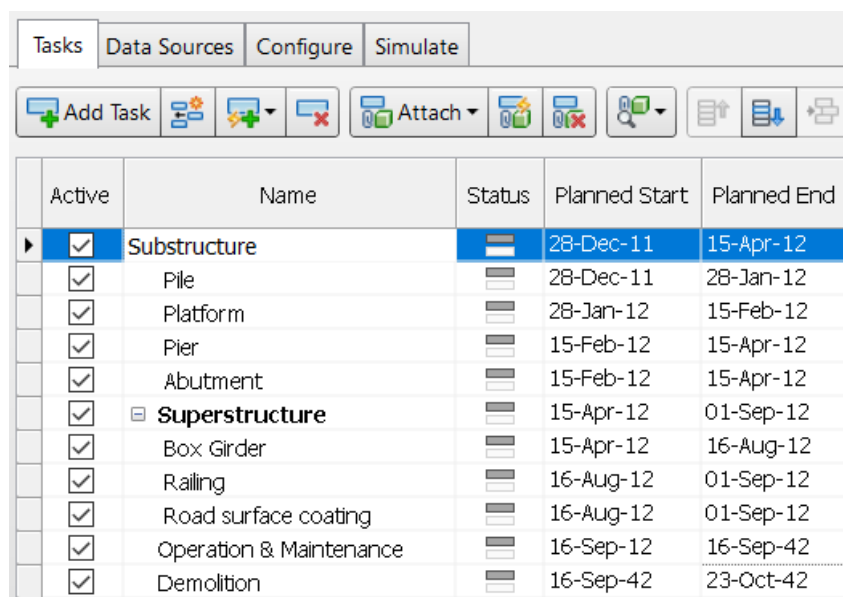 Tasks Data Sources Configure Simulate
Add Task Attach
Active Name Status Planned Start Planned End
Substructure 28-Dec-11 15-Apr-12
Pile 28-Dec-11 28-Jan-12
Platform 28-Jan-12 15-Feb-12
Pier 15-Feb-12 15-Apr-12
Abutment 15-Feb-12 15-Apr-12
Superstructure 15-Apr-12 01-Sep-12
Box Girder 15-Apr-12 16-Aug-12
Railing 16-Aug-12 01-Sep-12
Road surface coating 16-Aug-12 01-Sep-12
Operation & Maintenance 16-Sep-12 16-Sep-42
Demolition 16-Sep-42 23-Oct-42